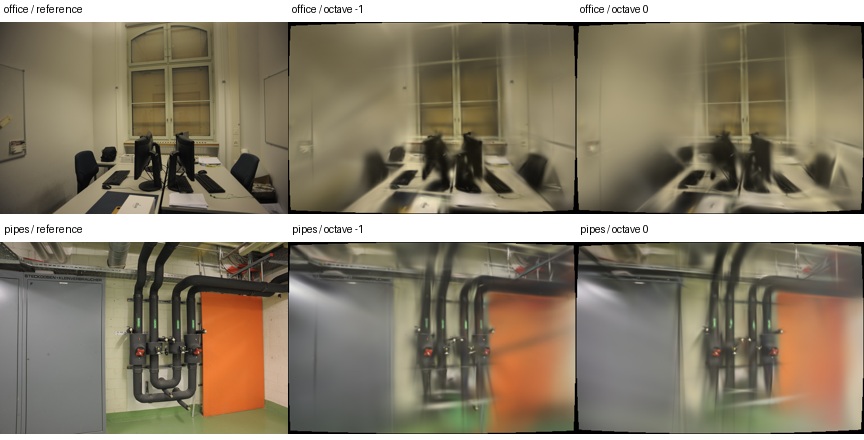 office / reference
office / octave -1
office / octave 0
pipes / reference
pipes / octave -1
pipes / octave 0